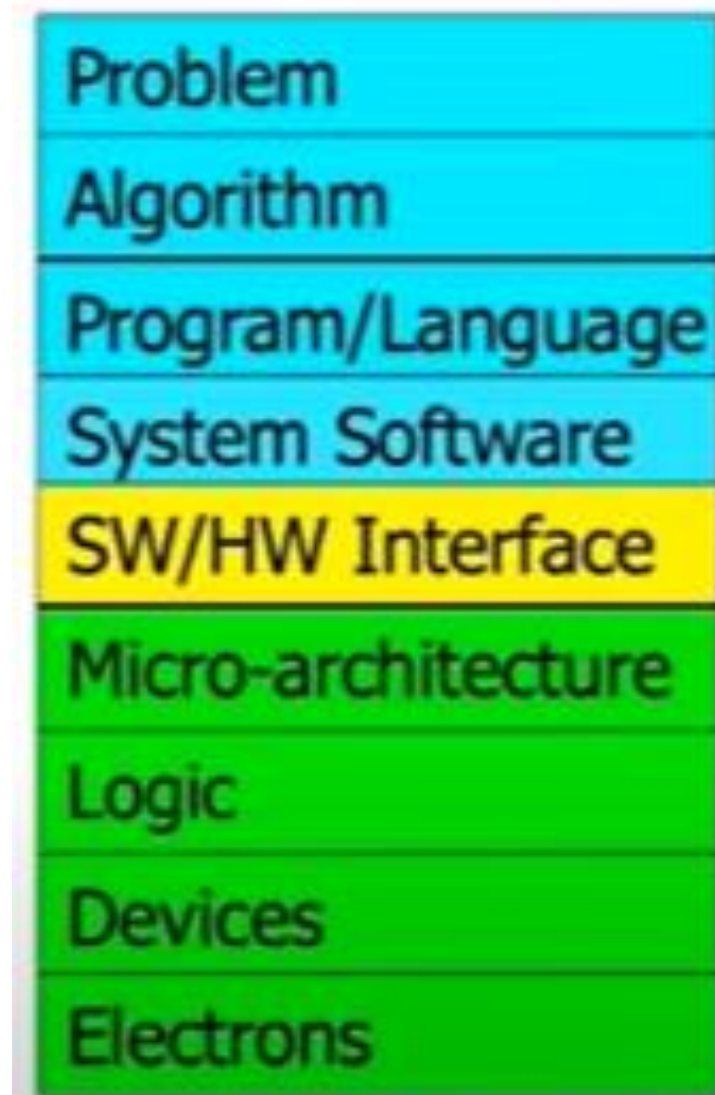 Problem
Algorithm
Program/Language
System Software
SW/HW Interface
Micro-architecture
Logic
Devices
Electrons